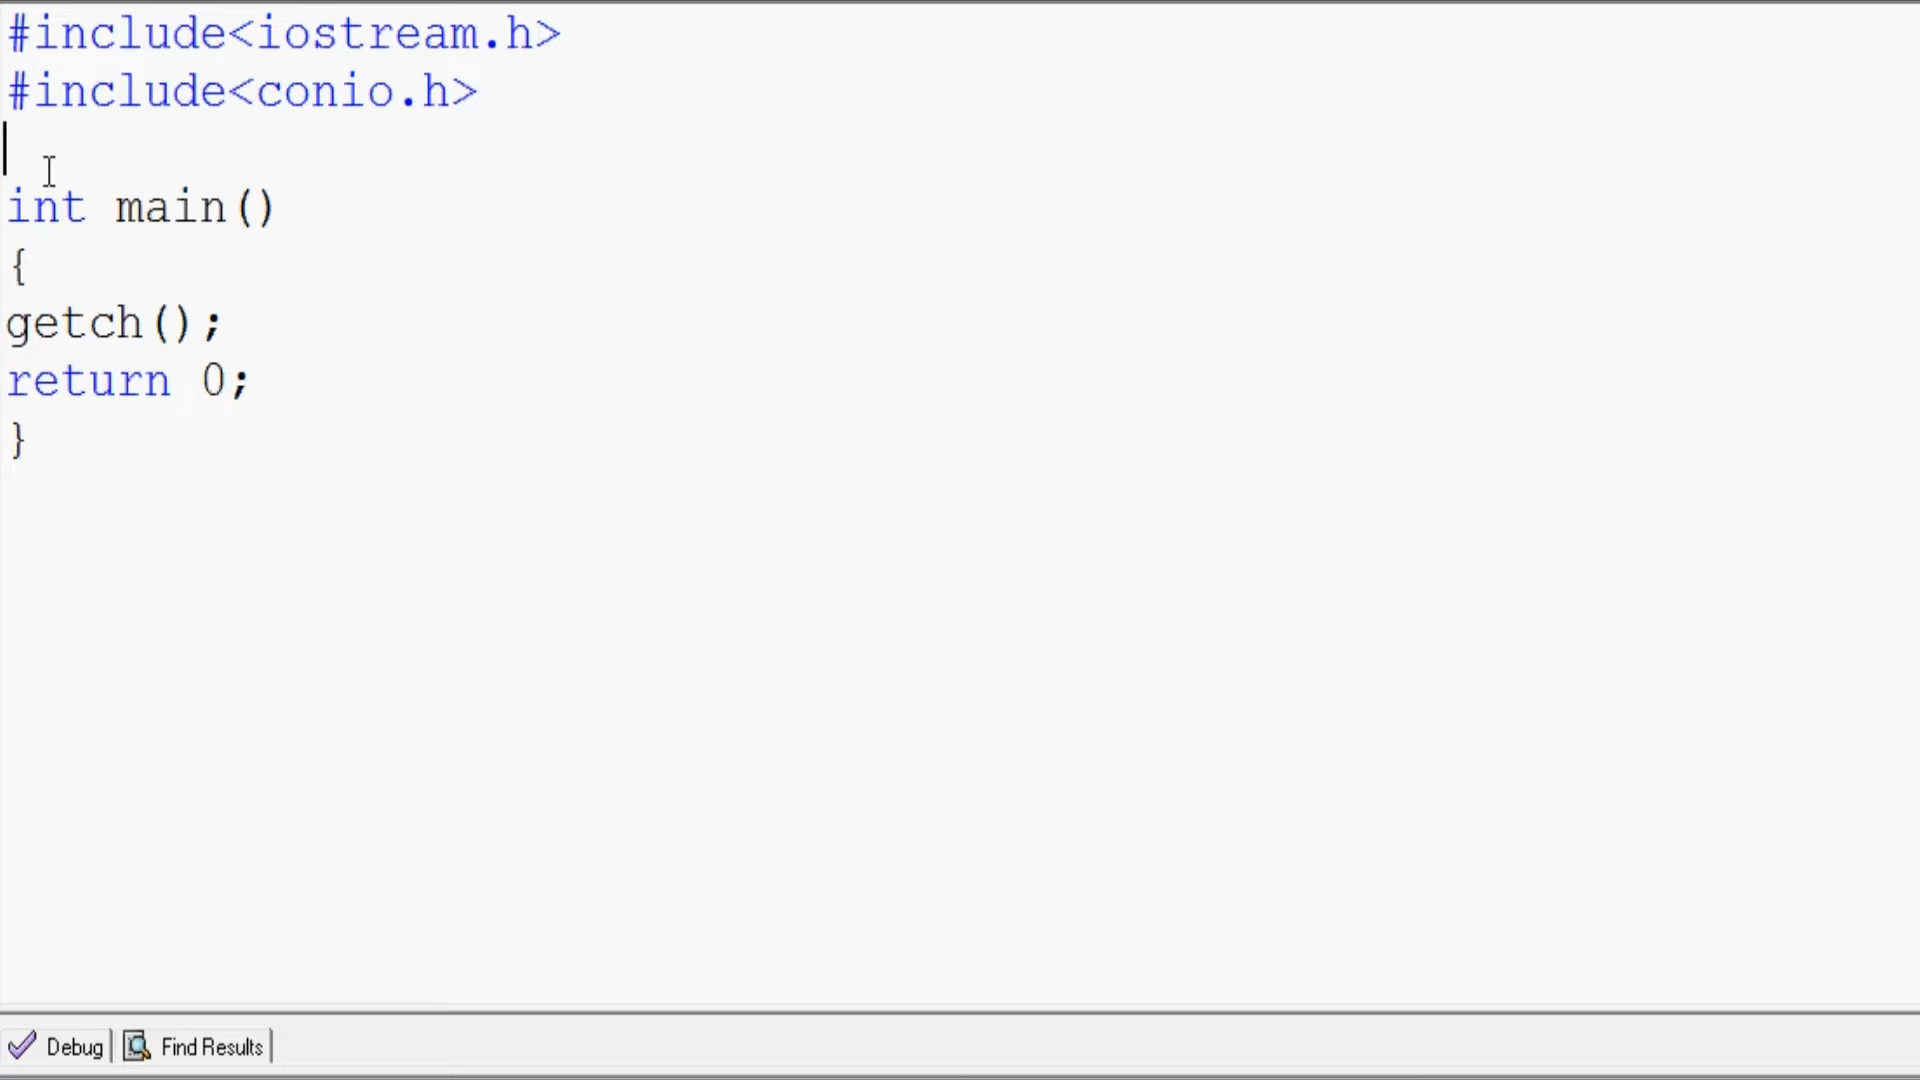 #include<iostream.h>
#include<conio.h>
int main()
{
getch();
return 0;
}
Debug
Find Results